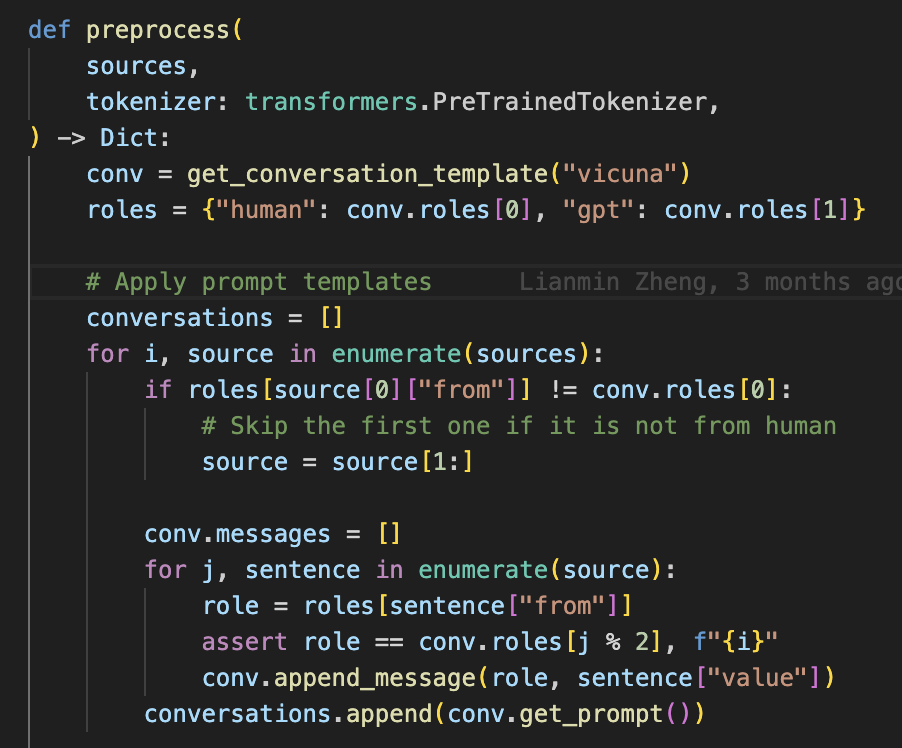 def preprocess(
    sources,
    tokenizer: transformers.PreTrainedTokenizer,
) -> Dict:
    conv = get_conversation_template("vicuna")
    roles = {"human": conv.roles[0], "gpt": conv.roles[1]}

    # Apply prompt templates    Lianmin Zheng, 3 months ago
    conversations = []
    for i, source in enumerate(sources):
        if roles[source[0]["from"]] != conv.roles[0]:
            # Skip the first one if it is not from human
            source = source[1:]

        conv.messages = []
        for j, sentence in enumerate(source):
            role = roles[sentence["from"]]
            assert role == conv.roles[j % 2], f"{i}"
            conv.append_message(role, sentence["value"])
        conversations.append(conv.get_prompt())